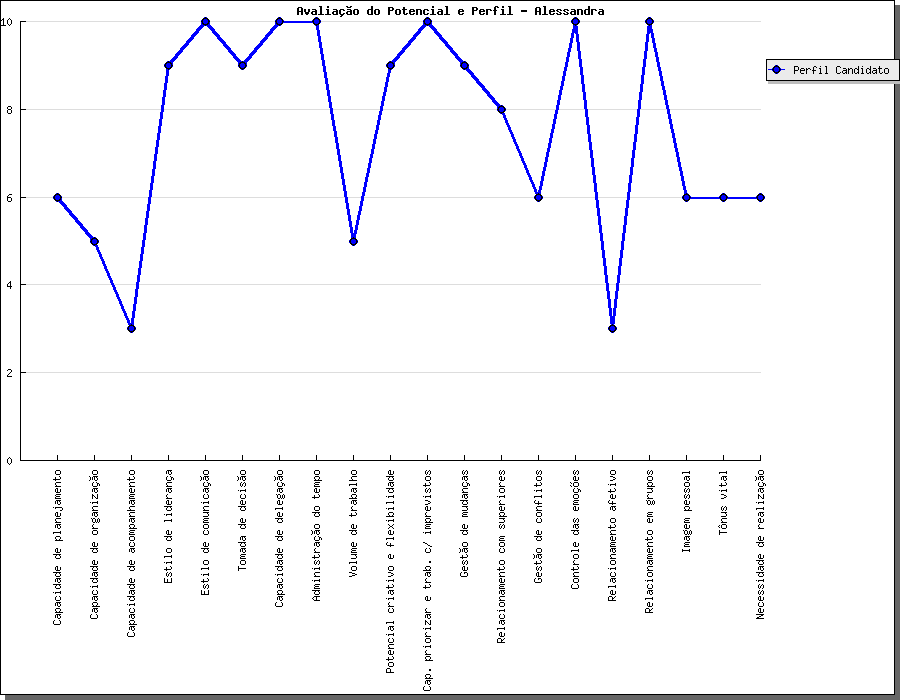 Avaliação do Potencial e Perfil - Alessandra
Perfil Candidato
10
8
6
4
2
0
Capacidade de planejamento
Capacidade de organização
Capacidade de acompanhamento
Estilo de liderança
Estilo de comunicação
Tomada de decisão
Capacidade de delegação
Administração do tempo
Volume de trabalho
Potencial criativo e flexibilidade
Cap. priorizar e trab. c/ imprevistos
Gestão de mudanças
Relacionamento com superiores
Gestão de conflitos
Controle das emoções
Relacionamento afetivo
Relacionamento em grupos
Imagem pessoal
Tônus vital
Necessidade de realização